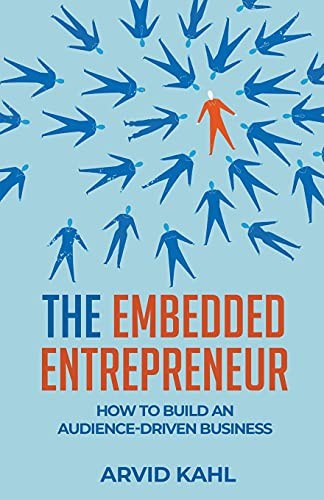 THE EMBEDDED
ENTREPRENEUR
HOW TO BUILD AN
AUDIENCE-DRIVEN BUSINESS
ARVID KAHL